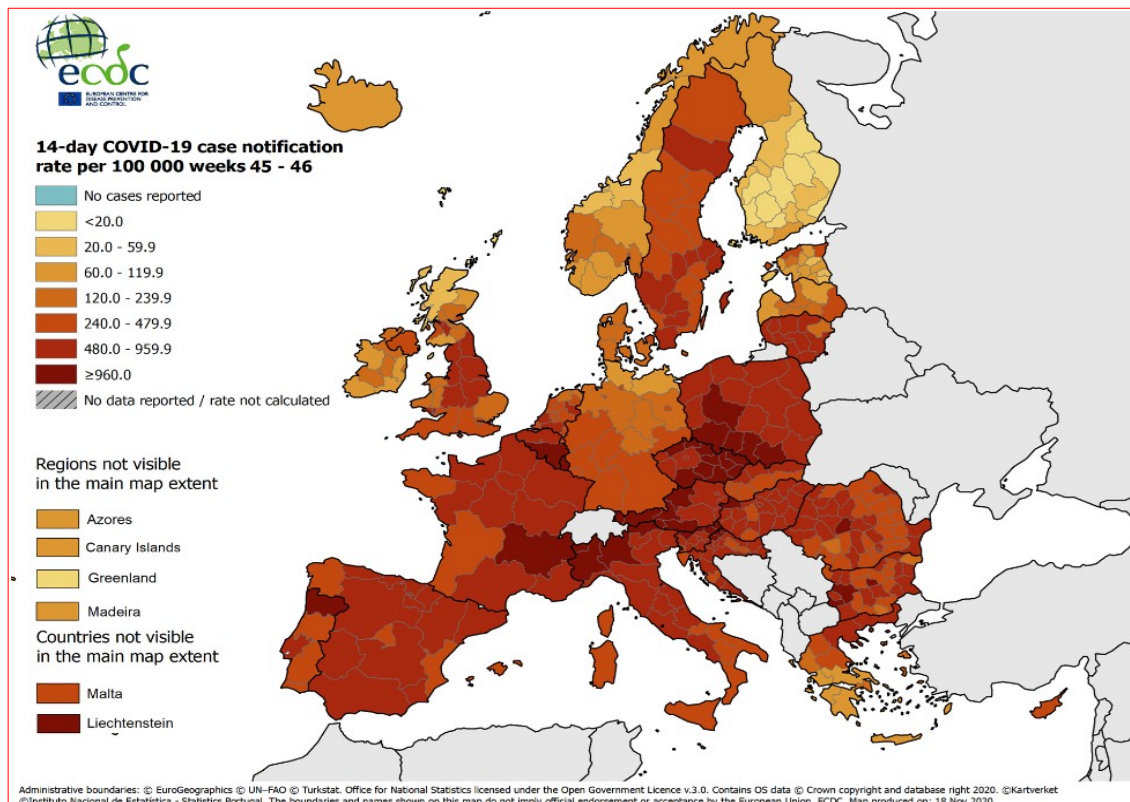 ecdc
EUROPEAN CENTRE FOR
DISEASE PREVENTION
AND CONTROL
14-day COVID-19 case notification
rate per 100 000 weeks 45 - 46
No cases reported
<20.0
20.0 - 59.9
60.0 - 119.9
120.0 - 239.9
240.0 - 479.9
480.0 - 959.9
≥960.0
No data reported / rate not calculated
Regions not visible
in the main map extent
Azores
Canary Islands
Greenland
Madeira
Countries not visible
in the main map extent
Malta
Liechtenstein
Administrative boundaries: © EuroGeographics © UN–FAO © Turkstat. Office for National Statistics licensed under the Open Government Licence v.3.0. Contains OS data © Crown copyright and database right 2020. ©Kartverket
©Instituto Nacional de Estatística - Statistics Portugal. The boundaries and names shown on this map do not imply official endorsement or acceptance by the European Union. ECDC. Map produced on: 18 Nov 2020